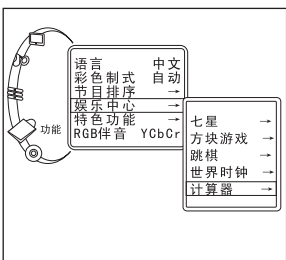 功能
语言 中文
彩色制式 自动
节目排序 →
娱乐中心 →
特色功能 →
RGB伴音 YCbCr
七星 →
方块游戏 →
跳棋 →
世界时钟 →
计算器 →